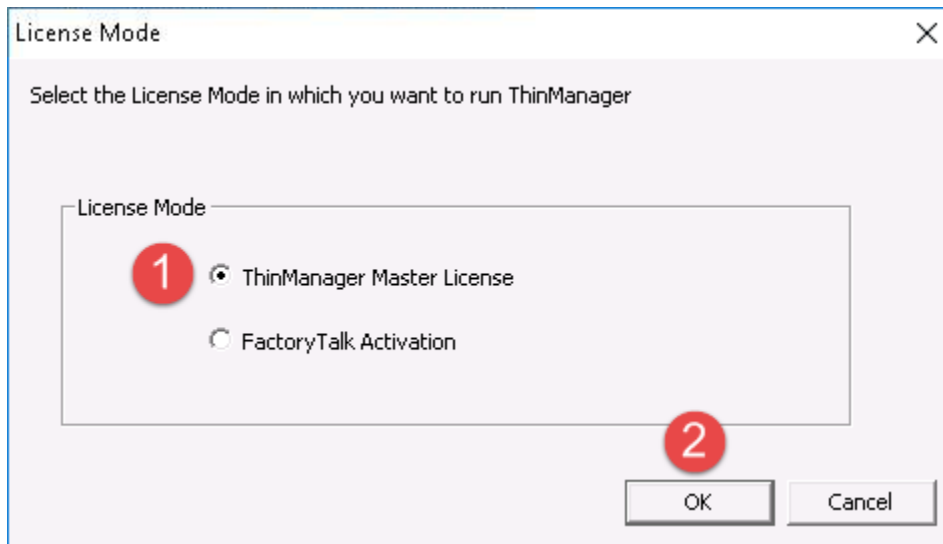 License Mode
Select the License Mode in which you want to run ThinManager
License Mode
1 ThinManager Master License
FactoryTalk Activation
2
OK Cancel